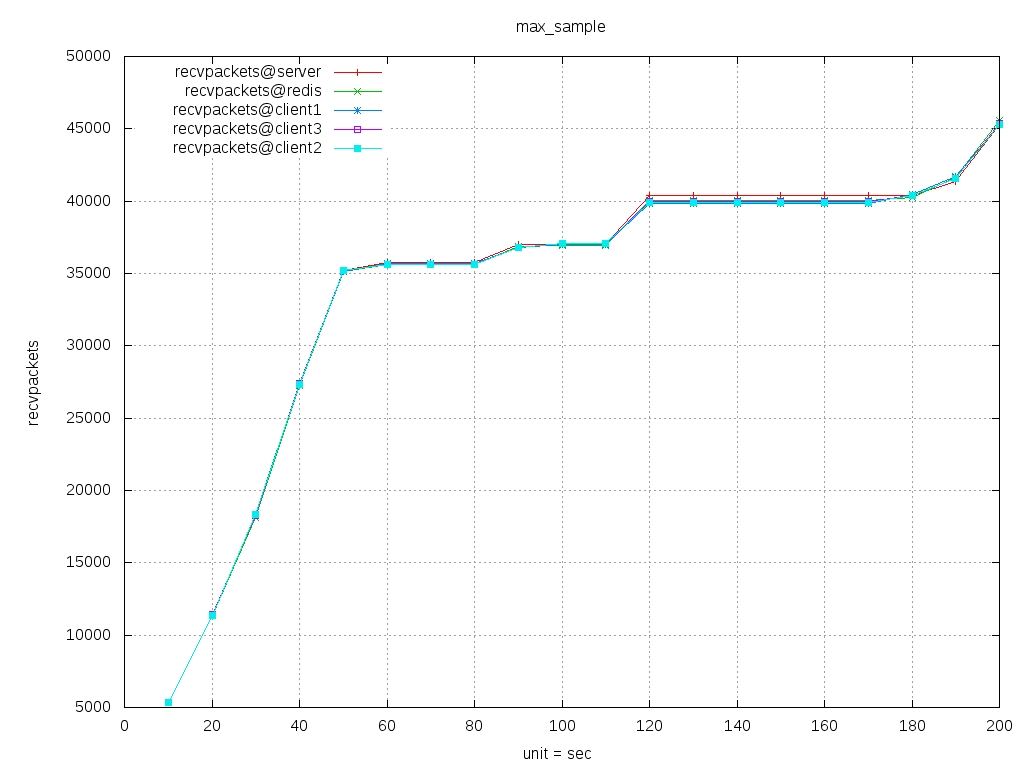 max_sample
50000
45000
40000
35000
30000
25000
20000
15000
10000
5000
recvpackets
recvpackets@server
recvpackets@redis
recvpackets@client1
recvpackets@client3
recvpackets@client2
0 20 40 60 80 100 120 140 160 180 200
unit = sec